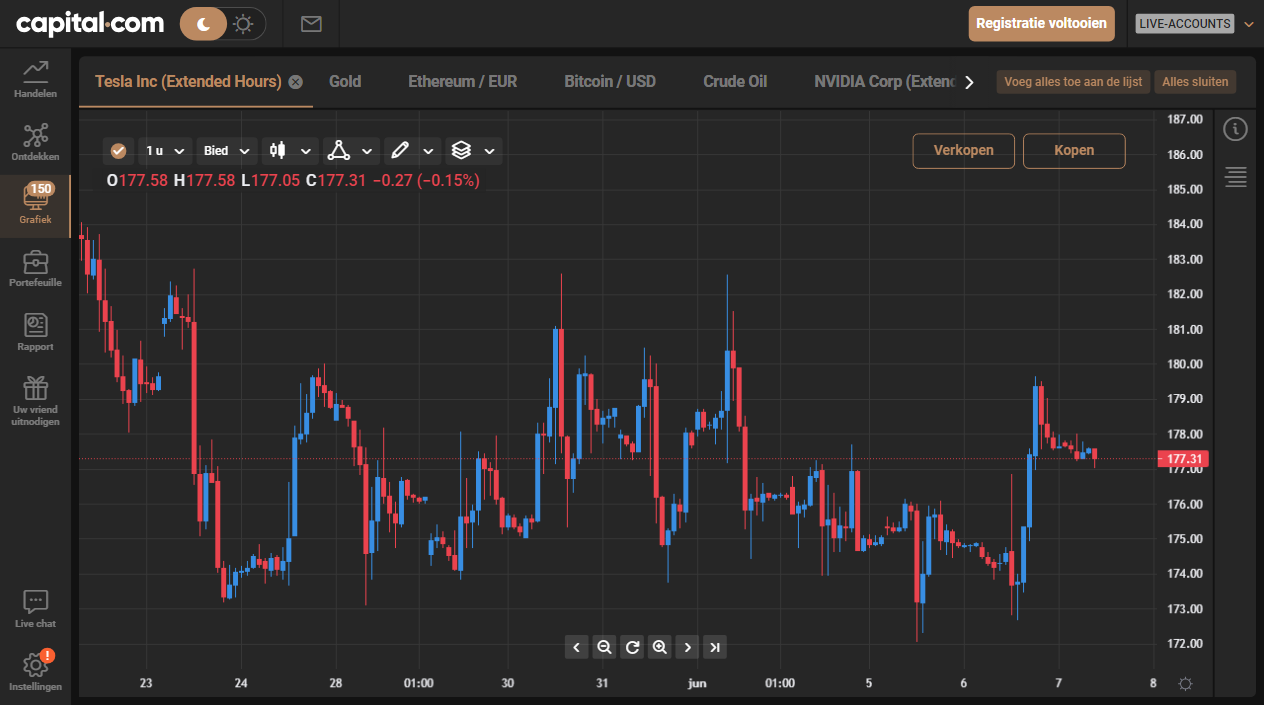 capital.com
Registratie voltooien
LIVE-ACCOUNTS
Handelen
Ontdekken
150
Grafiek
Portefeuille
Rapport
Uw vriend
uitnodigen
Live chat
!
Instellingen
Tesla Inc (Extended Hours)
Gold
Ethereum / EUR
Bitcoin / USD
Crude Oil
NVIDIA Corp (Extenc
Voeg alles toe aan de lijst
Alles sluiten
1 u
Bied
Verkopen
Kopen
O177.58 H177.58 L177.05 C177.31 −0.27 (−0.15%)
187.00
186.00
185.00
184.00
183.00
182.00
181.00
180.00
179.00
178.00
177.31
177.00
176.00
175.00
174.00
173.00
172.00
23
24
28
01:00
30
31
jun
01:00
5
6
7
8